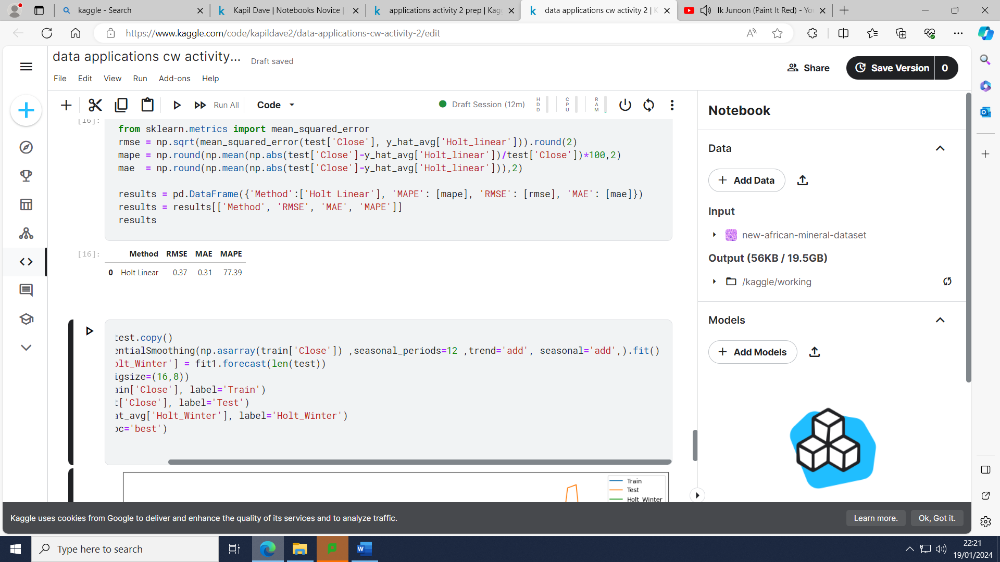 kaggle - Search
Kapil Dave | Notebooks Novice |
applications activity 2 prep | Kagg
data applications cw activity 2 | K
Ik Junoon (Paint It Red) - You
https://www.kaggle.com/code/kapildave2/data-applications-cw-activity-2/edit
data applications cw activity...
Draft saved
Share
Save Version
0
File
Edit
View
Run
Add-ons
Help
Run All
Code
Draft Session (12m)
HDD
CPU
RAM
[16]:
from sklearn.metrics import mean_squared_error
rmse = np.sqrt(mean_squared_error(test['Close'], y_hat_avg['Holt_linear'])).round(2)
mape = np.round(np.mean(np.abs(test['Close']-y_hat_avg['Holt_linear'])/test['Close'])*100,2)
mae  = np.round(np.mean(np.abs(test['Close']-y_hat_avg['Holt_linear'])),2)
results = pd.DataFrame({'Method':['Holt Linear'], 'MAPE': [mape], 'RMSE': [rmse], 'MAE': [mae]})
results = results[['Method', 'RMSE', 'MAE', 'MAPE']]
results
[16]:
Method RMSE MAE MAPE
0 Holt Linear 0.37 0.31 77.39
test.copy()
entialSmoothing(np.asarray(train['Close']) ,seasonal_periods=12 ,trend='add', seasonal='add',).fit()
olt_Winter'] = fit1.forecast(len(test))
igsize=(16,8))
ain['Close'], label='Train')
t['Close'], label='Test')
at_avg['Holt_Winter'], label='Holt_Winter')
oc='best')
Train
Test
Holt_Winter
Notebook
Data
Add Data
Input
new-african-mineral-dataset
Output (56KB / 19.5GB)
/kaggle/working
Models
Add Models
Kaggle uses cookies from Google to deliver and enhance the quality of its services and to analyze traffic.
Learn more.
Ok, Got it.
Type here to search
22:21
19/01/2024